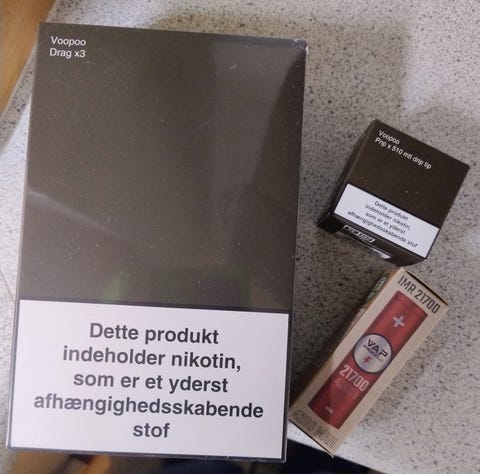 Voopoo
Drag x3
Dette produkt
indeholder nikotin,
som er et yderst
afhængighedsskabende
stof
Voopoo
Pnp x 510 mtl drip tip
Dette produkt
indeholder nikotin,
som er et yderst
afhængighedsskabende
stof
IMR 21700
+
VAP
21700